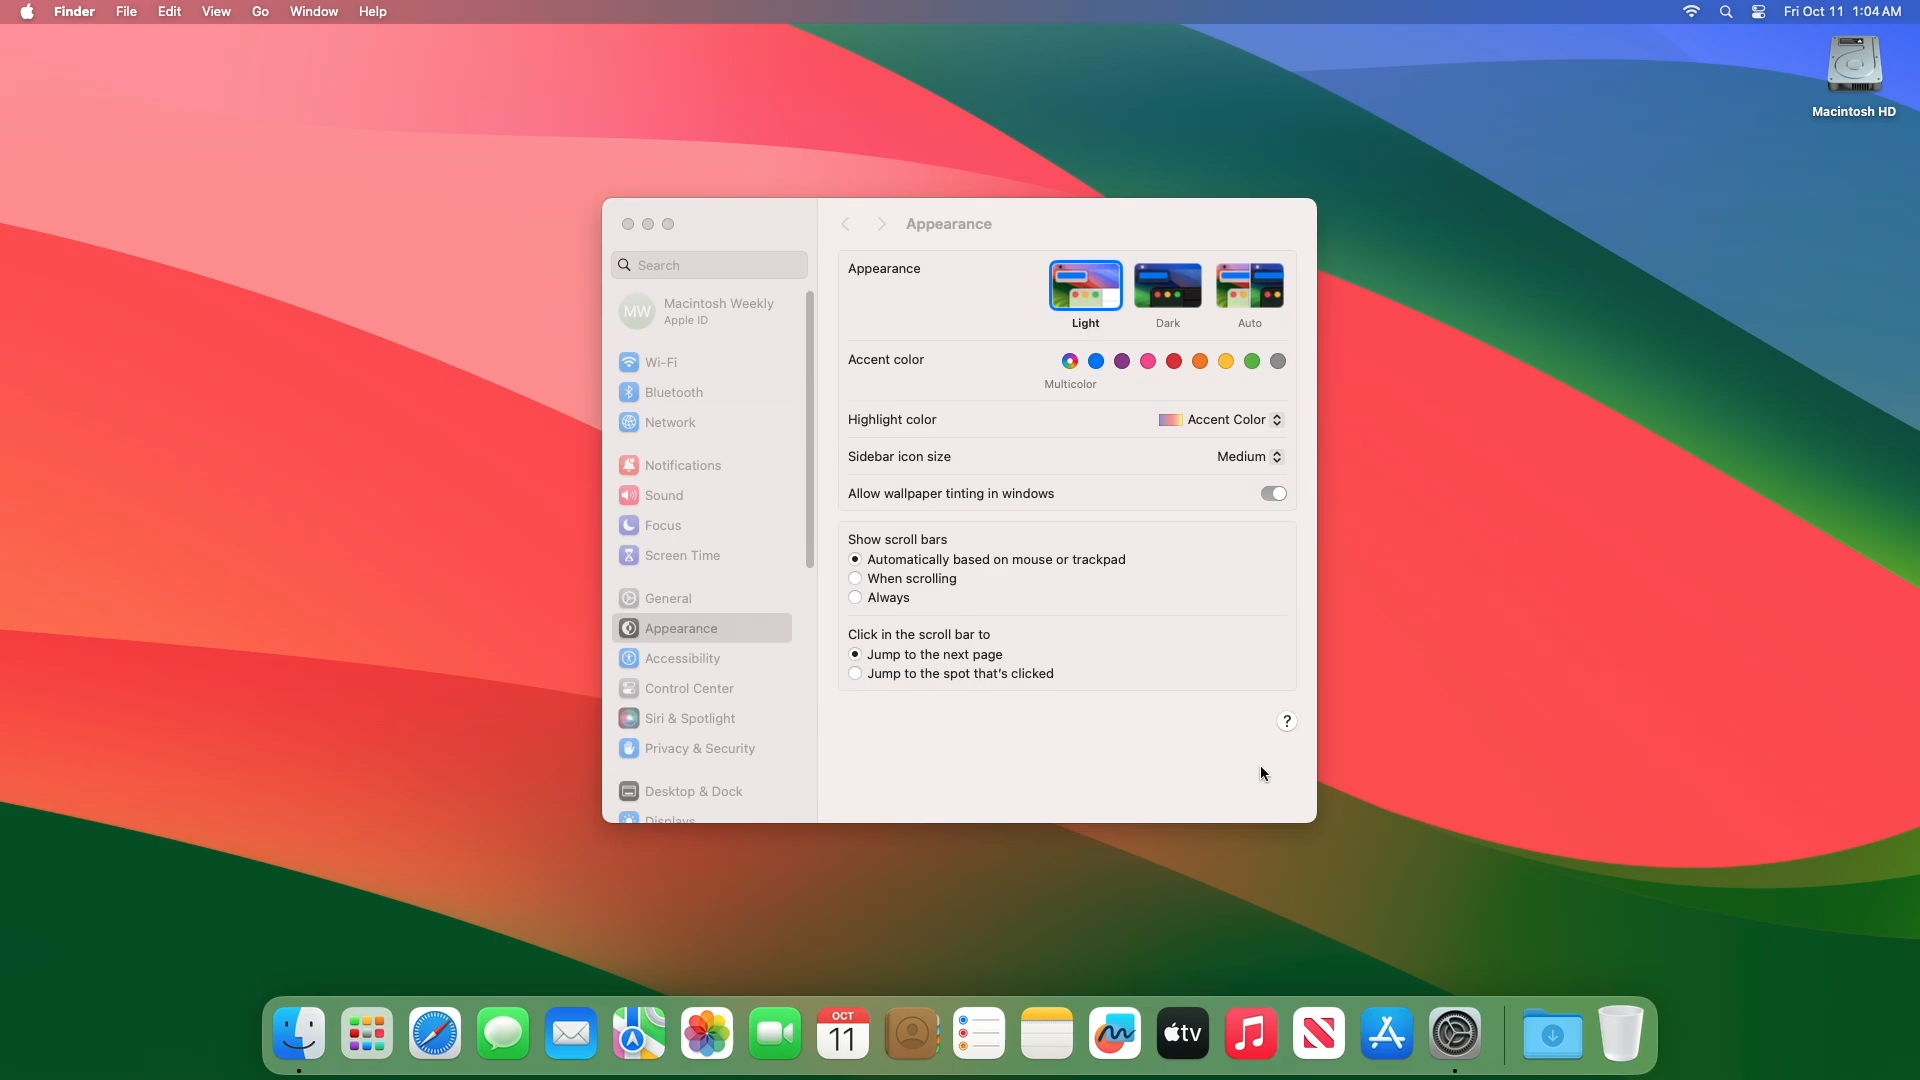 Finder File Edit View Go Window Help
Fri Oct 11 1:04 AM
Macintosh HD
Appearance
Search
MW
Macintosh Weekly
Apple ID
Wi-Fi
Bluetooth
Network
Notifications
Sound
Focus
Screen Time
General
Appearance
Accessibility
Control Center
Siri & Spotlight
Privacy & Security
Desktop & Dock
Displays
Appearance
Light
Dark
Auto
Accent color
Multicolor
Highlight color
Accent Color
Sidebar icon size
Medium
Allow wallpaper tinting in windows
Show scroll bars
Automatically based on mouse or trackpad
When scrolling
Always
Click in the scroll bar to
Jump to the next page
Jump to the spot that's clicked
?
OCT
11
tv